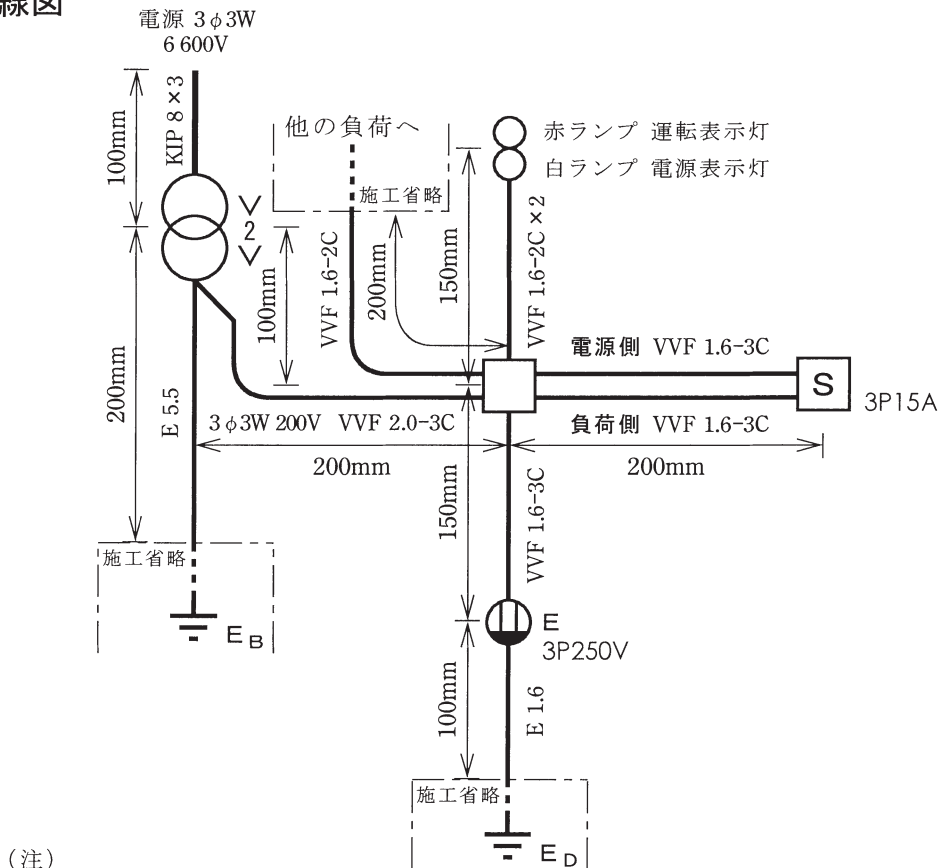 線図
電源 3φ3W
6 600V
KIP 8×3
100mm
2
200mm
E 5.5
施工省略
EB
他の負荷へ
施工省略
VVF 1.6-2C
200mm
100mm
150mm
赤ランプ 運転表示灯
白ランプ 電源表示灯
VVF 1.6-2C×2
電源側 VVF 1.6-3C
S
3P15A
負荷側 VVF 1.6-3C
3φ3W 200V VVF 2.0-3C
200mm
200mm
150mm
VVF 1.6-3C
E
3P250V
100mm
E 1.6
施工省略
ED
(注)